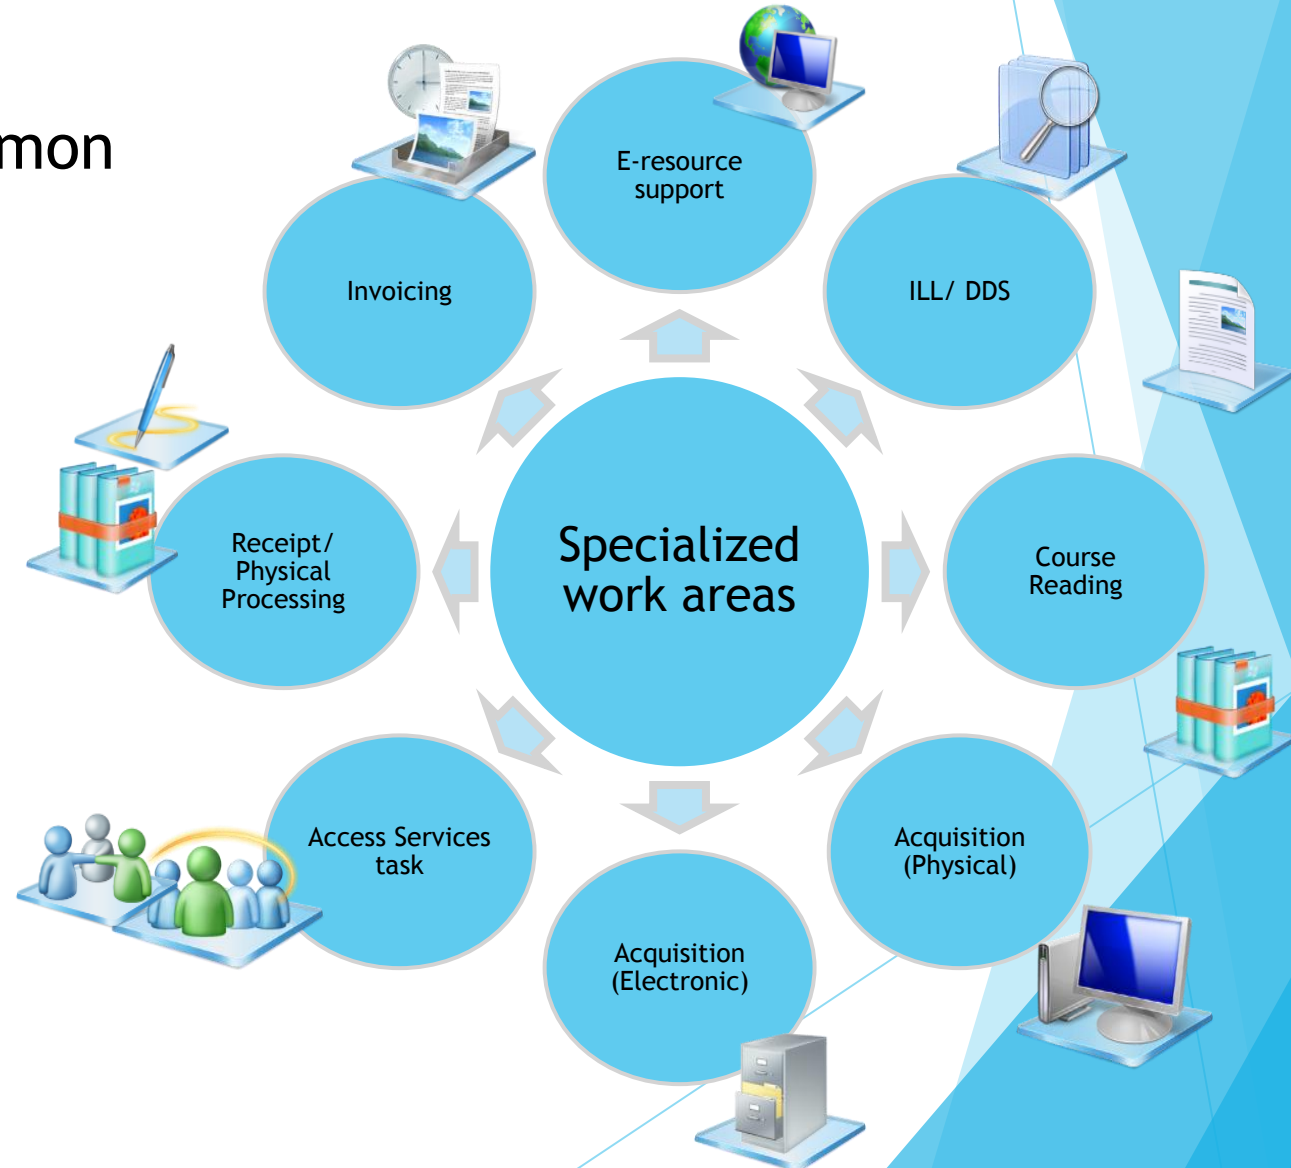 mon
E-resource
support
ILL/ DDS
Course
Reading
Acquisition
(Physical)
Acquisition
(Electronic)
Access Services
task
Receipt/
Physical
Processing
Invoicing
Specialized
work areas